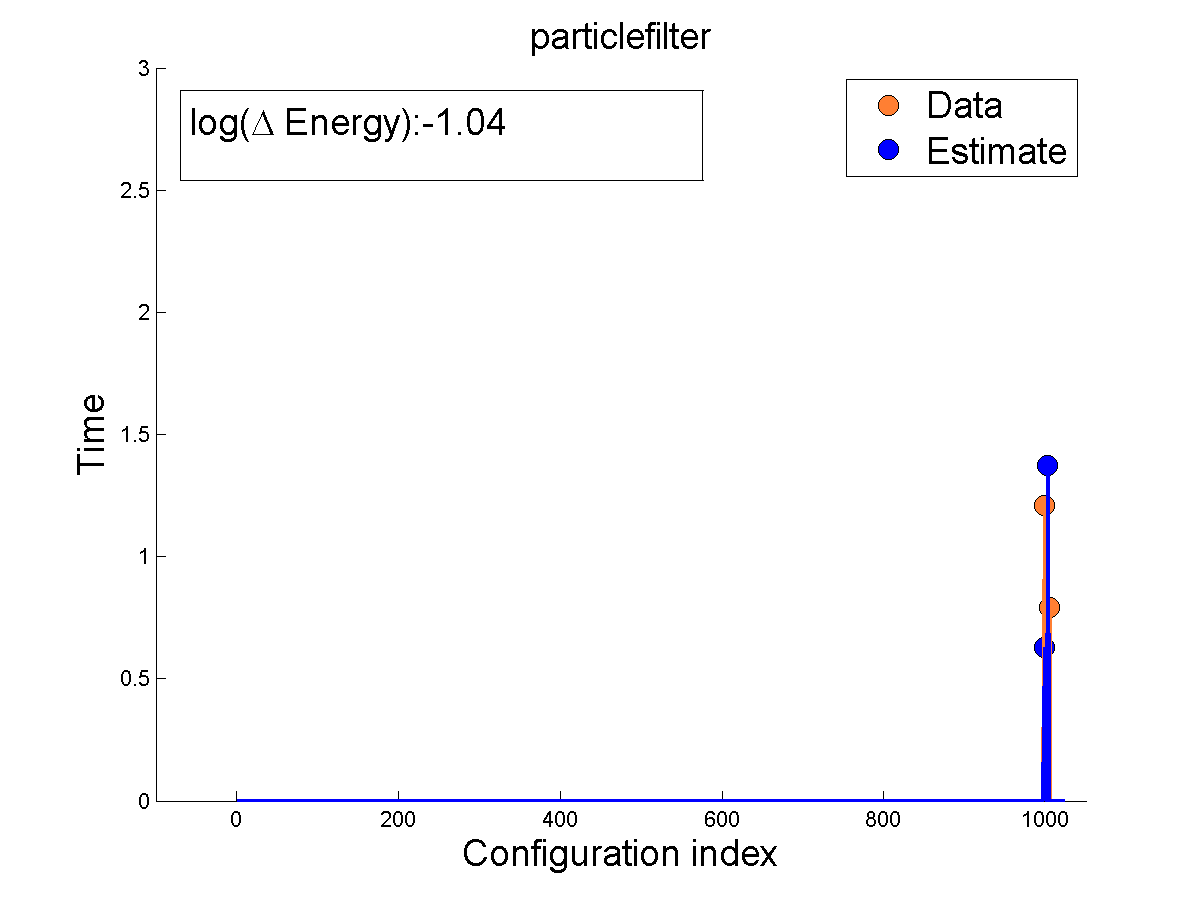 particlefilter
log(Δ Energy):-1.04
Data
Estimate
3
2.5
2
1.5
1
0.5
0
Time
0
200
400
600
800
1000
Configuration index